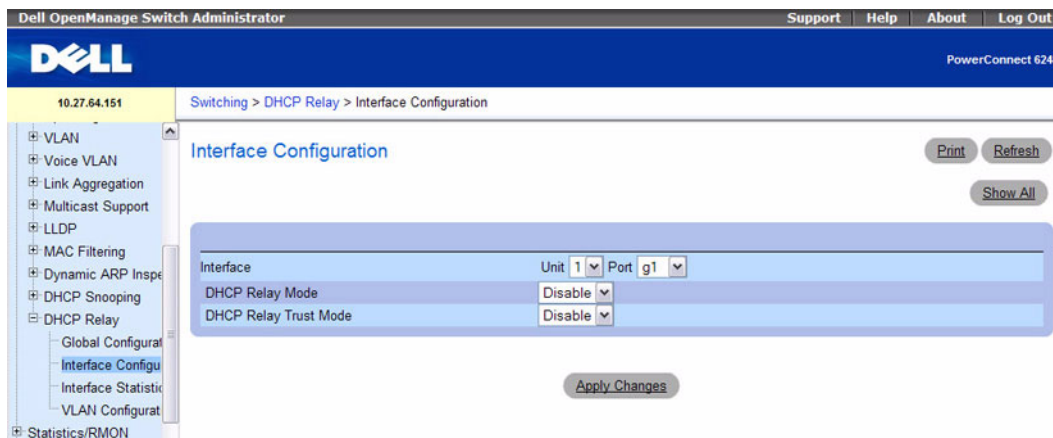 Dell OpenManage Switch Administrator
Support Help About Log Out
DELL
PowerConnect 624
10.27.64.151
Switching > DHCP Relay > Interface Configuration
VLAN
Voice VLAN
Link Aggregation
Multicast Support
LLDP
MAC Filtering
Dynamic ARP Inspe
DHCP Snooping
DHCP Relay
Global Configurat
Interface Configu
Interface Statistic
VLAN Configurat
Statistics/RMON
Interface Configuration
Print Refresh
Show All
Interface Unit 1 Port g1
DHCP Relay Mode Disable
DHCP Relay Trust Mode Disable
Apply Changes